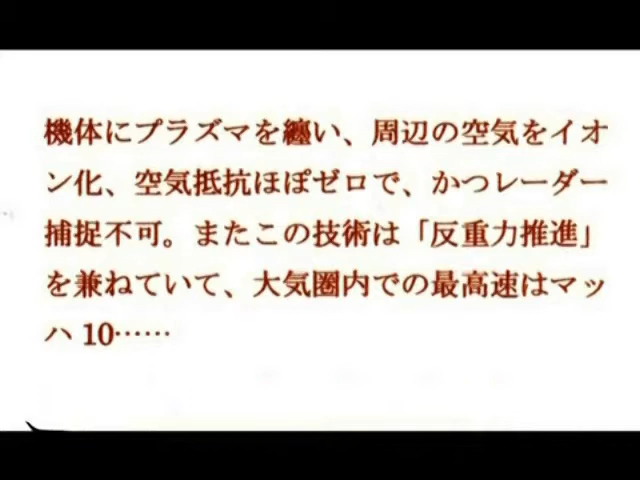 機体にプラズマを纏い、周辺の空気をイオ
ン化、空気抵抗ほぼゼロで、かつレーダー
捕捉不可。またこの技術は「反重力推進」
を兼ねていて、大気圏内での最高速はマッ
ハ 10……